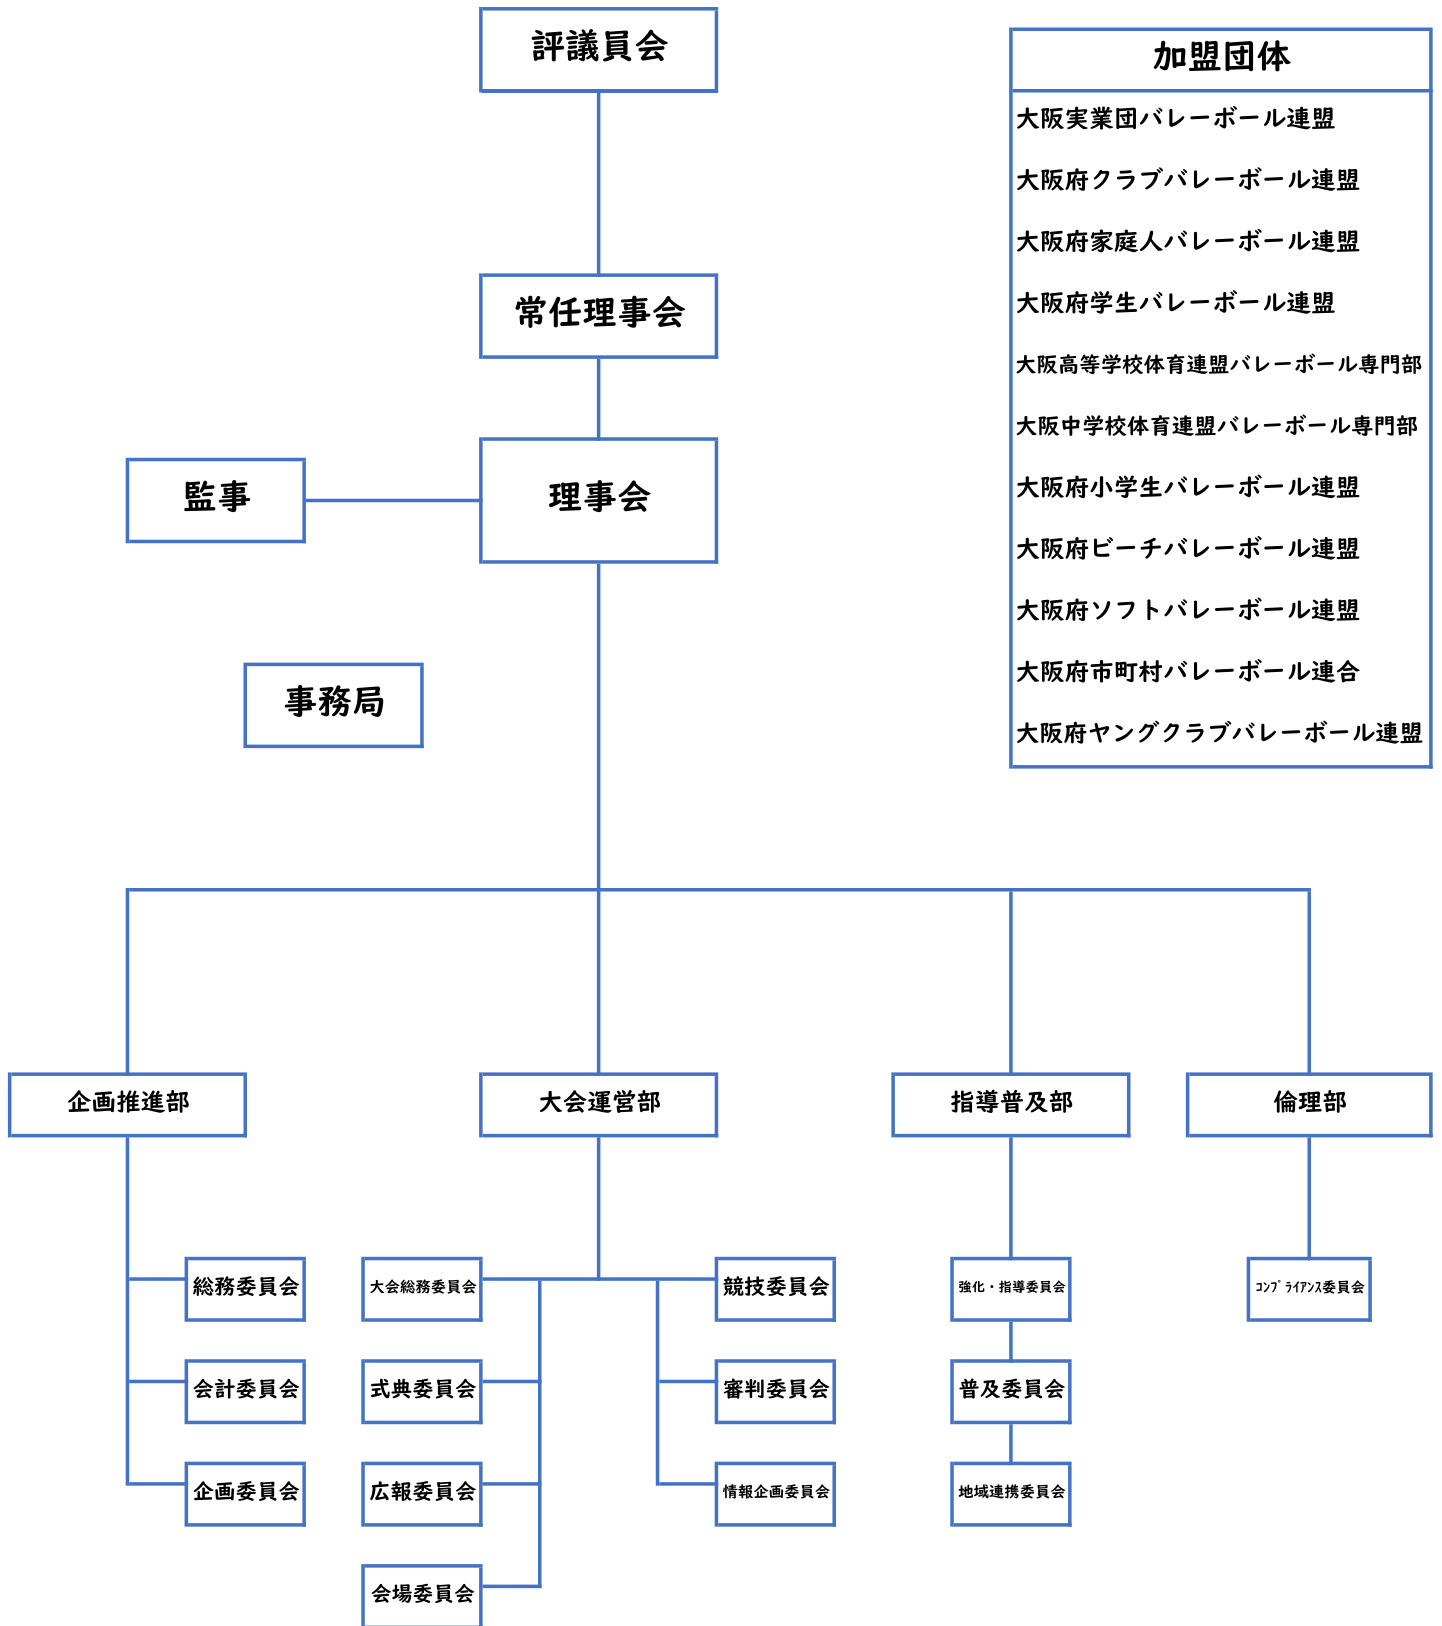 評議員会
加盟団体
大阪実業団バレーボール連盟
大阪府クラブバレーボール連盟
大阪府家庭人バレーボール連盟
大阪府学生バレーボール連盟
大阪高等学校体育連盟バレーボール専門部
大阪中学校体育連盟バレーボール専門部
大阪府小学生バレーボール連盟
大阪府ビーチバレーボール連盟
大阪府ソフトバレーボール連盟
大阪府市町村バレーボール連合
大阪府ヤングクラブバレーボール連盟
常任理事会
監事
理事会
事務局
企画推進部
大会運営部
指導普及部
倫理部
総務委員会
大会総務委員会
競技委員会
強化・指導委員会
ｺﾝﾌﾟﾗｲｱﾝｽ委員会
会計委員会
式典委員会
審判委員会
普及委員会
企画委員会
広報委員会
情報企画委員会
地域連携委員会
会場委員会